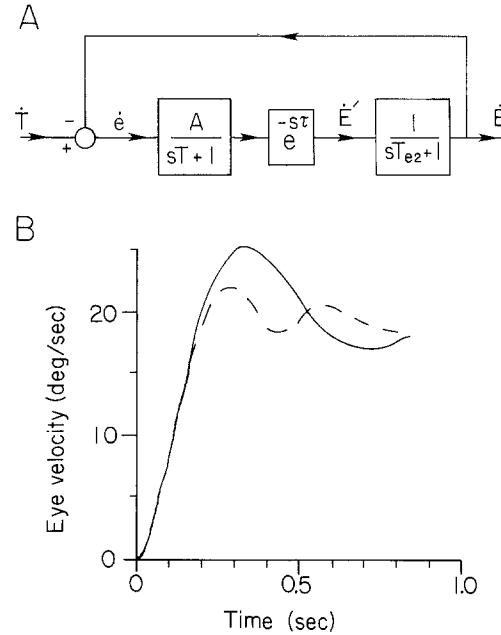 A
Ṫ
−
+
ė
A
sT + 1
e^-sτ
Ė′
1
sTe2+1
Ė
B
Eye velocity (deg/sec)
20
10
0
0
0.5
1.0
Time (sec)